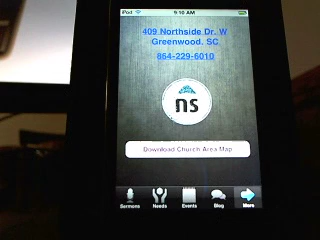 iPod
9:10 AM
409 Northside Dr. W
Greenwood, SC
864-229-6010
ns
Download Church Area Map
Sermons Needs Events Blog More